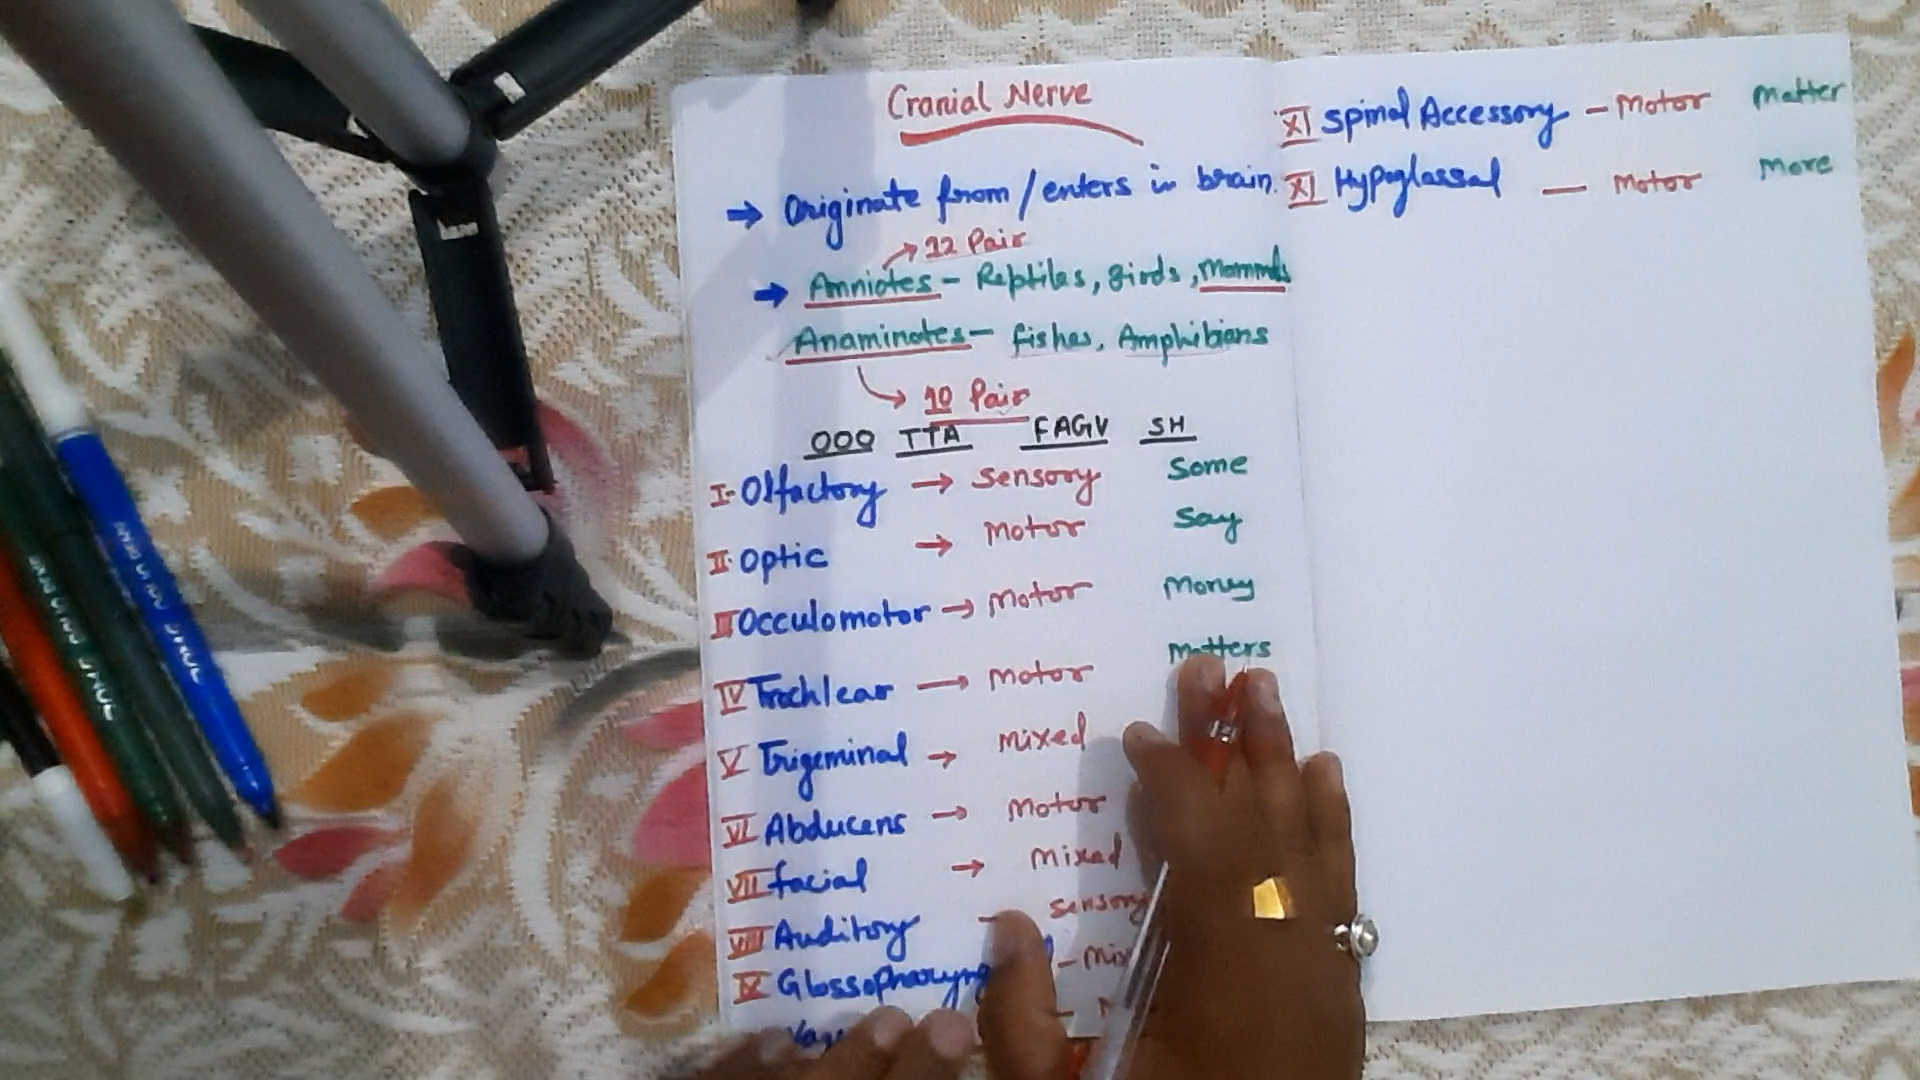 Cranial Nerve
⇒ Originate from / enters in brain.
→ 12 Pair
→ Amniotes - Reptiles, Birds, Mammals
Anaminotes - fishes, Amphibians
→ 10 Pair
OOO TTA FAGV SH
I- Olfactory → Sensory Some
II- Optic → Motor Say
III Occulomotor → Motor Money
IV Trochlear → Motor Matters
V Trigeminal → Mixed
VI Abducens → Motor
VII facial → Mixed
VIII Auditory - Sensory
IX Glossopharyng - Mix
XI Spinal Accessory - Motor Matter
XI Hypoglassal - Motor More